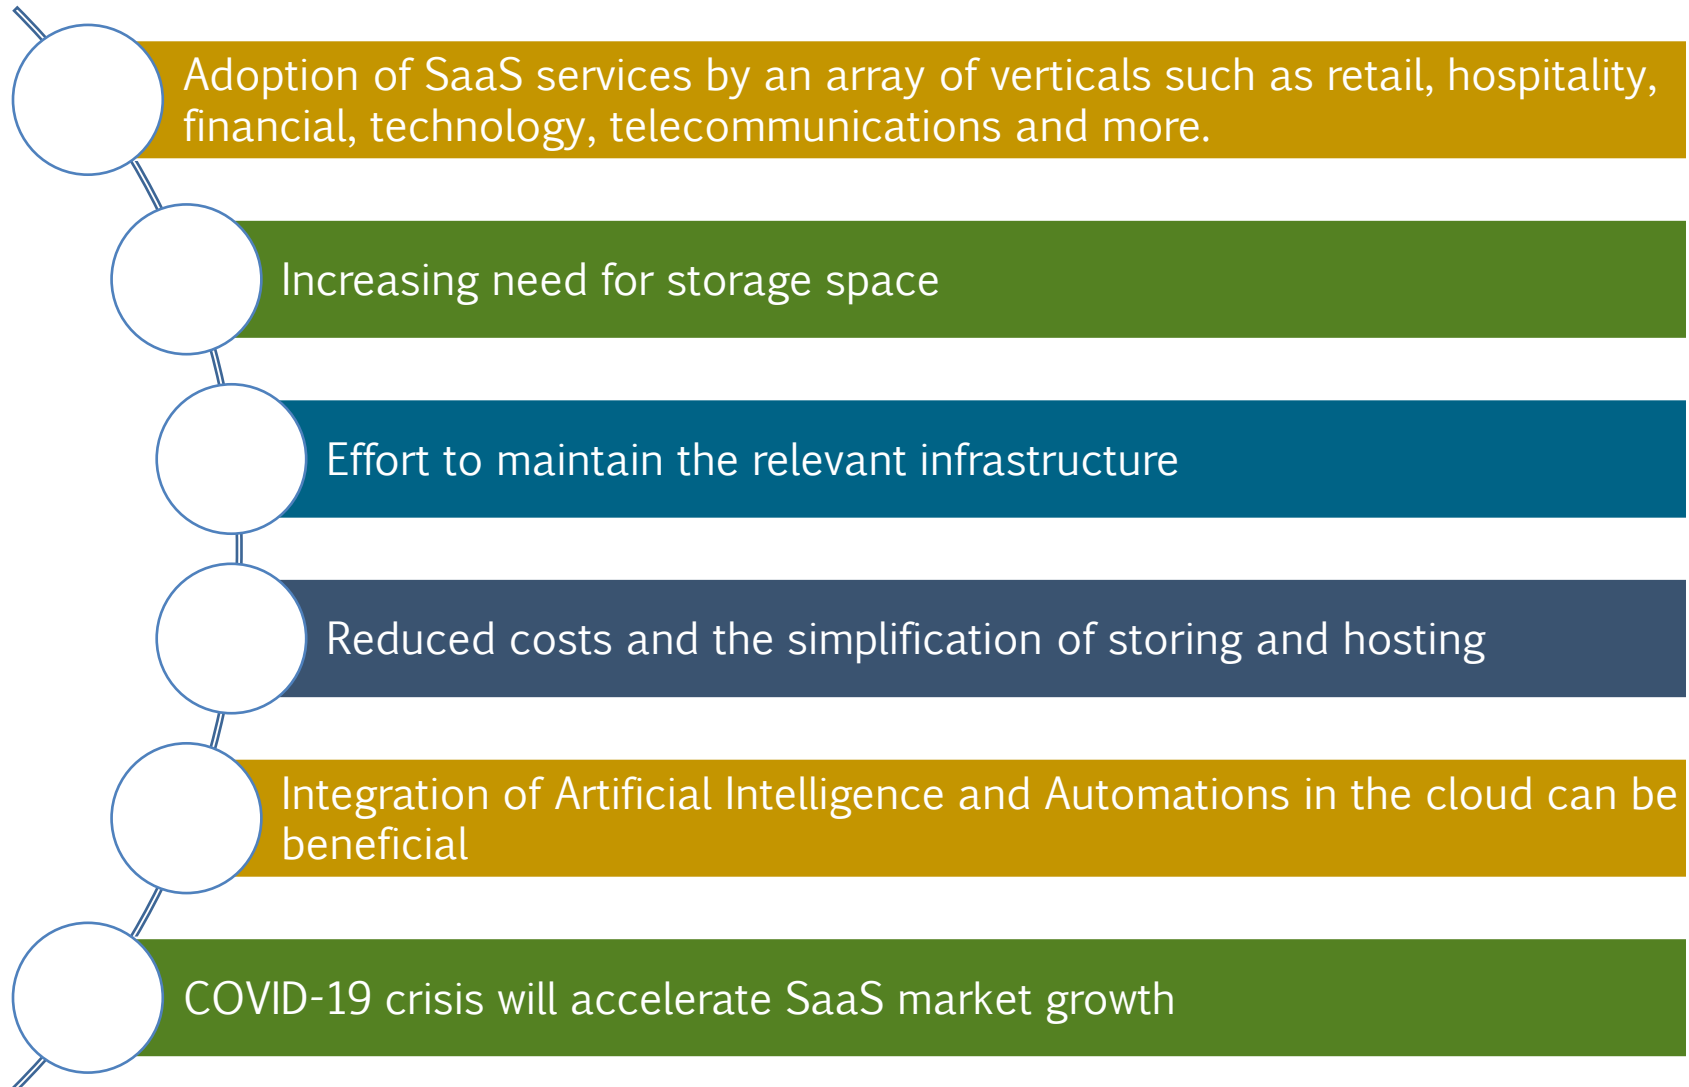 Adoption of SaaS services by an array of verticals such as retail, hospitality,
financial, technology, telecommunications and more.
Increasing need for storage space
Effort to maintain the relevant infrastructure
Reduced costs and the simplification of storing and hosting
Integration of Artificial Intelligence and Automations in the cloud can be
beneficial
COVID-19 crisis will accelerate SaaS market growth